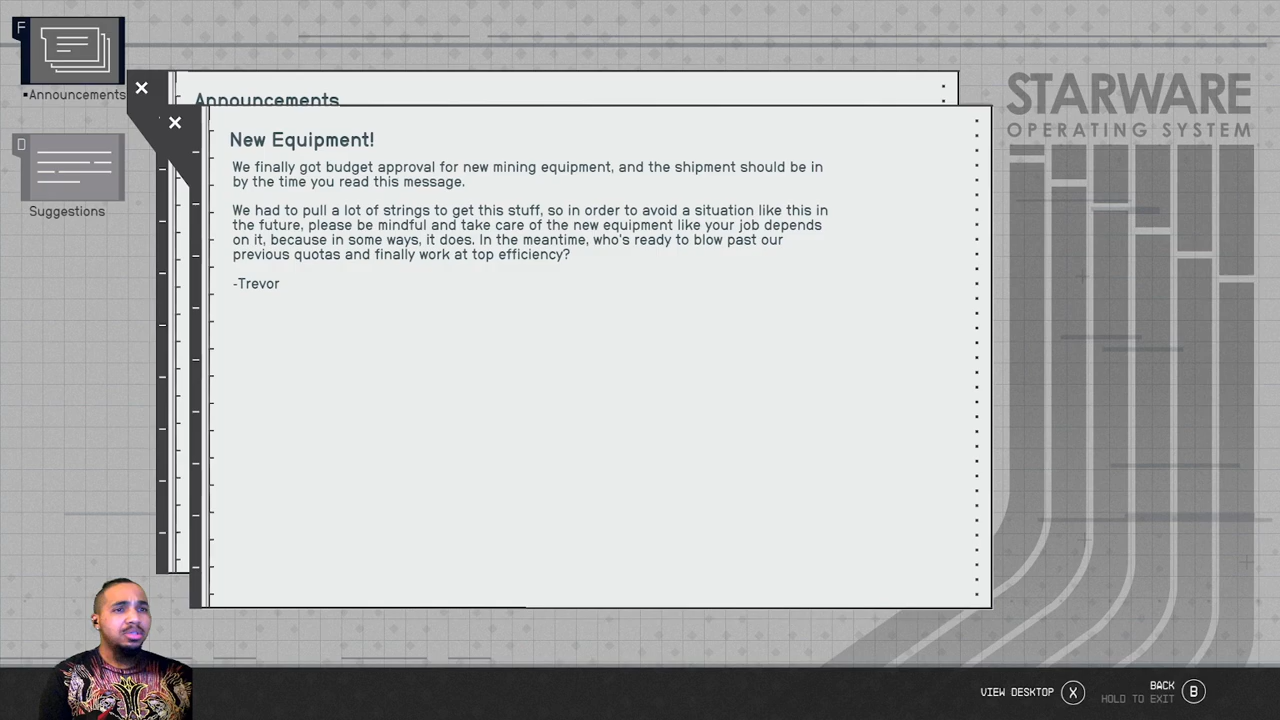 F
▪Announcements
D
Suggestions
Announcements
New Equipment!
We finally got budget approval for new mining equipment, and the shipment should be in
by the time you read this message.
We had to pull a lot of strings to get this stuff, so in order to avoid a situation like this in
the future, please be mindful and take care of the new equipment like your job depends
on it, because in some ways, it does. In the meantime, who's ready to blow past our
previous quotas and finally work at top efficiency?
-Trevor
STARWARE
OPERATING SYSTEM
VIEW DESKTOP X
BACK B
HOLD TO EXIT